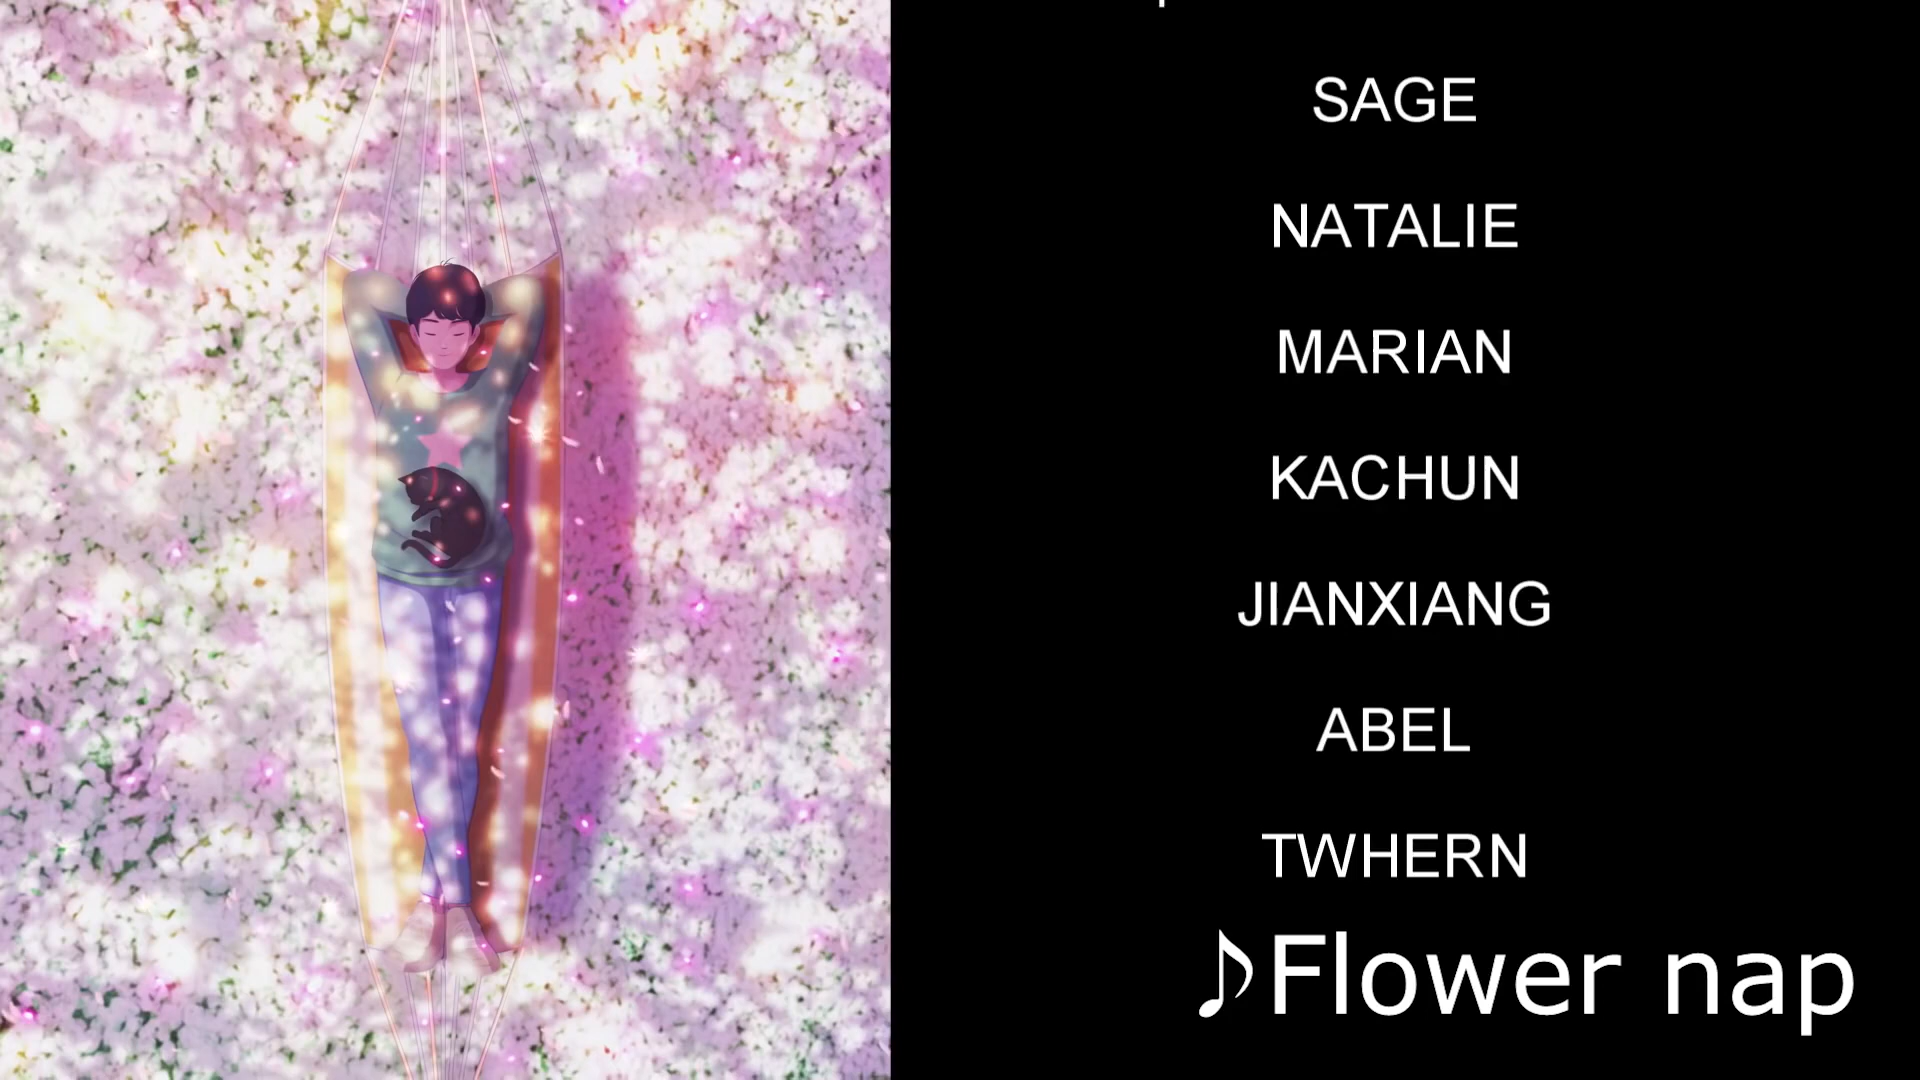 SAGE
NATALIE
MARIAN
KACHUN
JIANXIANG
ABEL
TWHERN
♪Flower nap